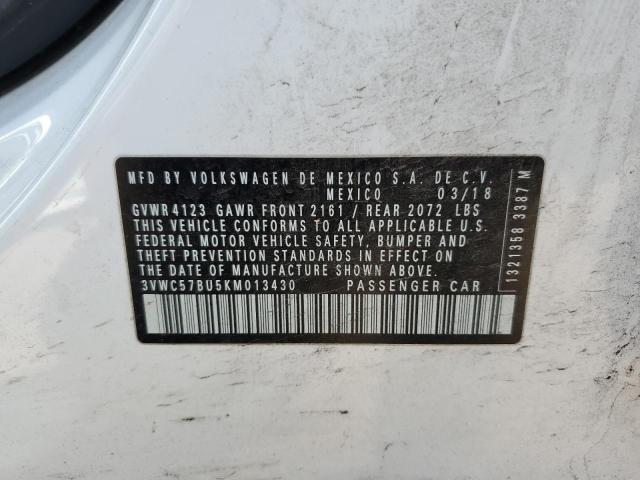 MFD BY VOLKSWAGEN DE MEXICO S.A. DE C.V.
MEXICO 03/18
GVWR 4123 GAWR FRONT 2161 / REAR 2072 LBS
THIS VEHICLE CONFORMS TO ALL APPLICABLE U.S.
FEDERAL MOTOR VEHICLE SAFETY, BUMPER AND
THEFT PREVENTION STANDARDS IN EFFECT ON
THE DATE OF MANUFACTURE SHOWN ABOVE.
3VWC57BU5KM013430 PASSENGER CAR
1321358 3387 M